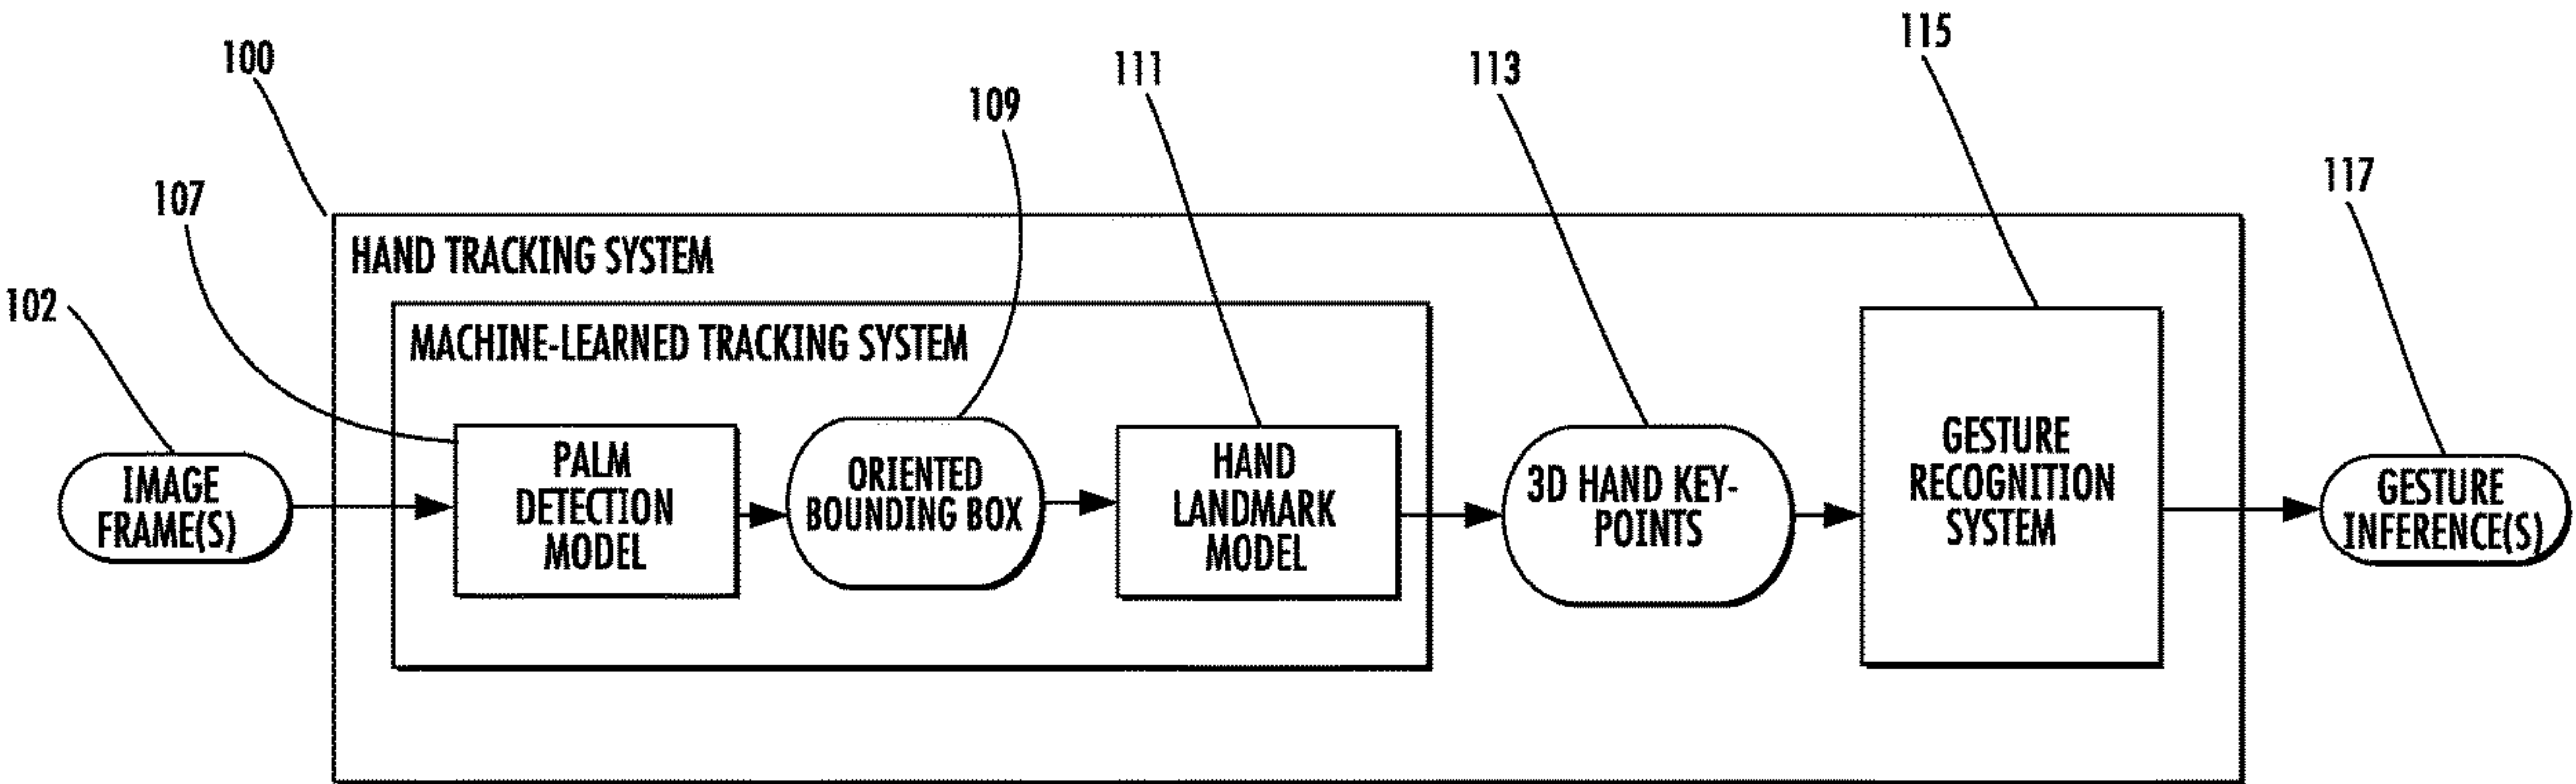 115
100
111
113
109
117
107
HAND TRACKING SYSTEM
102
MACHINE-LEARNED TRACKING SYSTEM
IMAGE
FRAME(S)
PALM
DETECTION
MODEL
ORIENTED
BOUNDING BOX
HAND
LANDMARK
MODEL
3D HAND KEY-
POINTS
GESTURE
RECOGNITION
SYSTEM
GESTURE
INFERENCE(S)